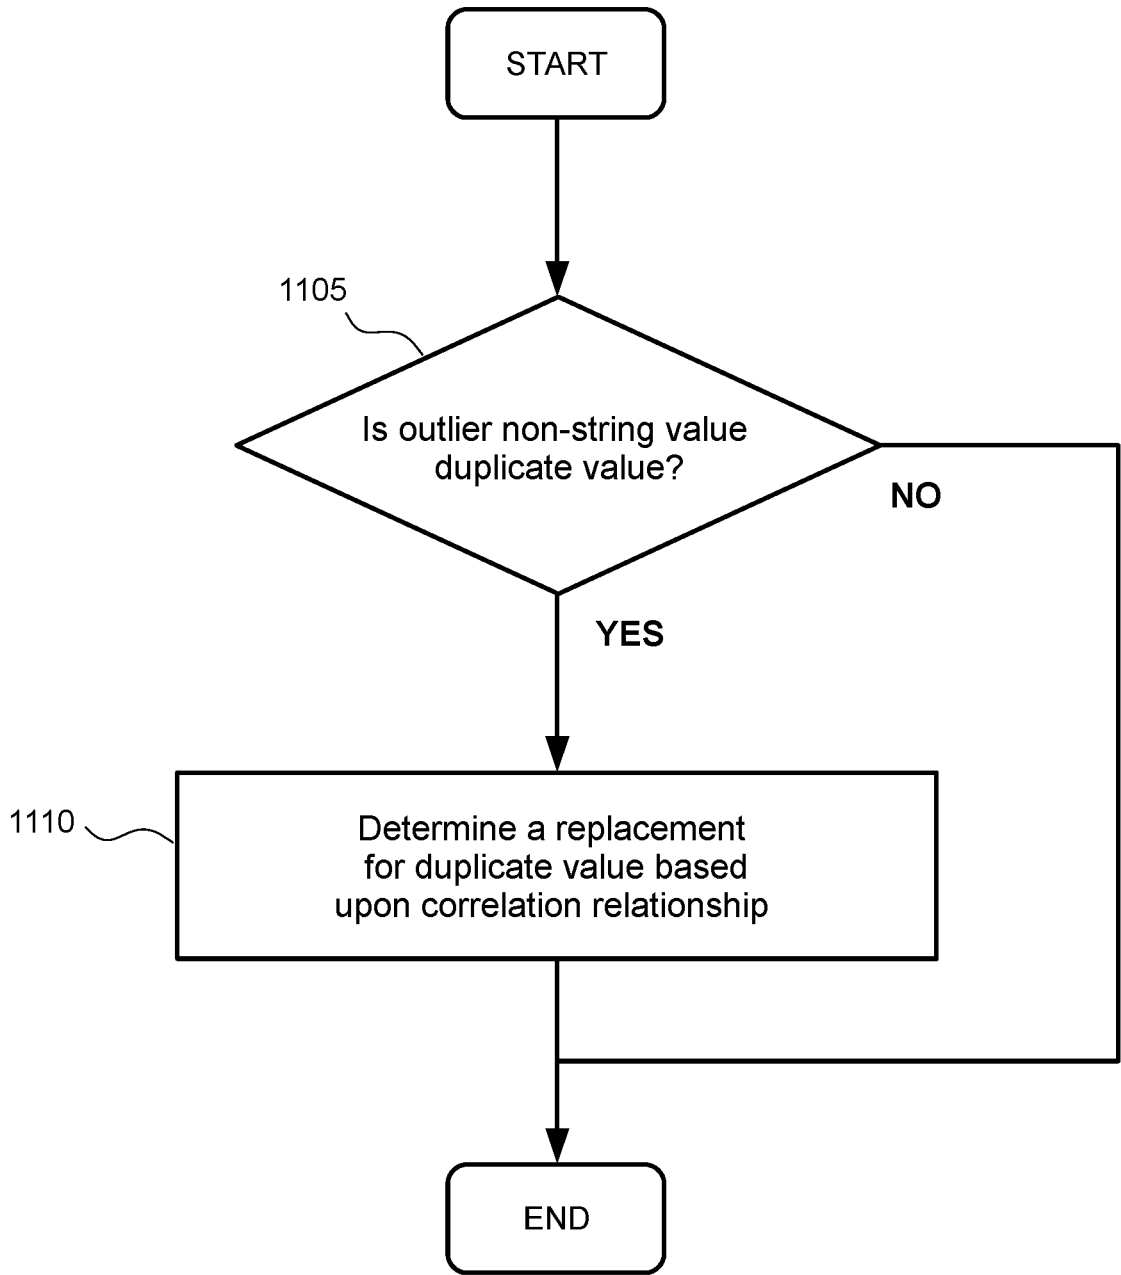 START
1105
Is outlier non-string value
duplicate value?
NO
YES
1110
Determine a replacement
for duplicate value based
upon correlation relationship
END